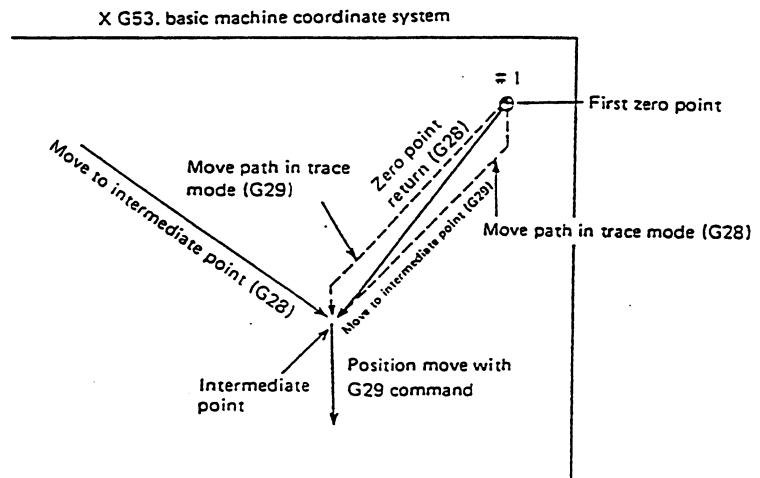 X G53. basic machine coordinate system
# 1
First zero point
Zero point
return (G28)
Move path in trace
mode (G29)
Move to intermediate point (G28)
Move to intermediate point (G29)
Move path in trace mode (G28)
Intermediate
point
Position move with
G29 command